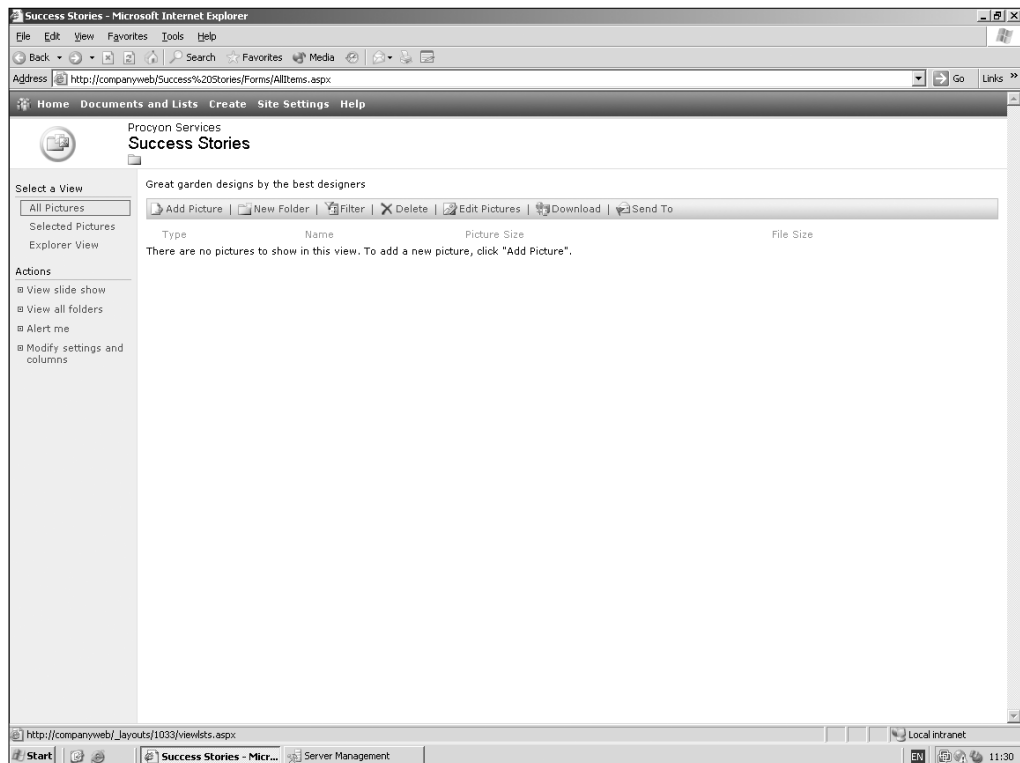 Success Stories - Microsoft Internet Explorer
File Edit View Favorites Tools Help
Back Search Favorites Media
Address http://companyweb/Success%20Stories/Forms/AllItems.aspx Go Links »
Home Documents and Lists Create Site Settings Help
Procyon Services
Success Stories
Select a View
All Pictures
Selected Pictures
Explorer View
Actions
View slide show
View all folders
Alert me
Modify settings and
columns
Great garden designs by the best designers
Add Picture | New Folder | Filter | Delete | Edit Pictures | Download | Send To
Type Name Picture Size File Size
There are no pictures to show in this view. To add a new picture, click "Add Picture".
http://companyweb/_layouts/1033/viewlsts.aspx Local intranet
Start Success Stories - Micr... Server Management EN 11:30